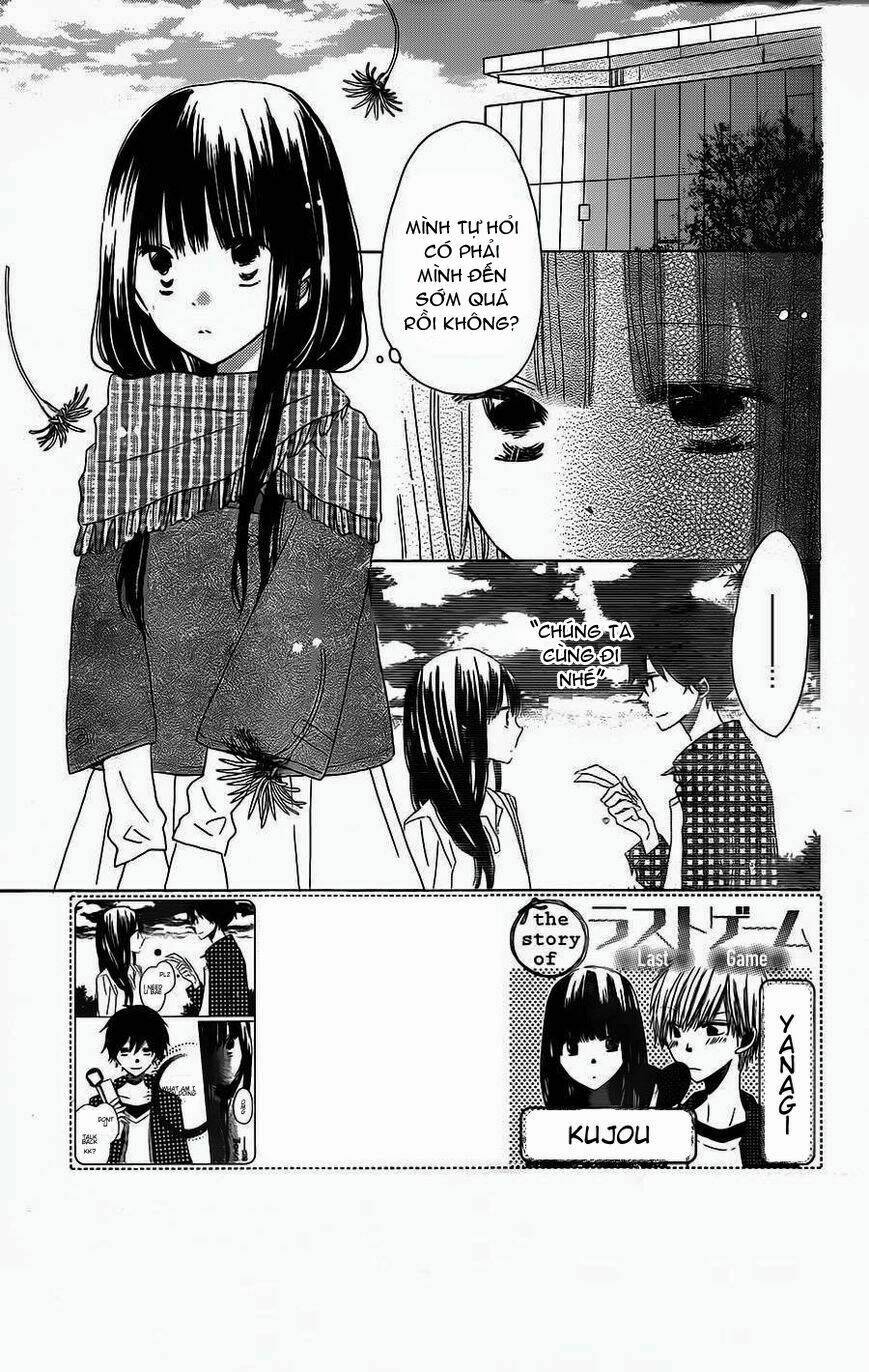 MÌNH TỰ HỎI
CÓ PHẢI
MÌNH ĐẾN
SỚM QUÁ
RỒI KHÔNG?
"CHÚNG TA
CÙNG ĐI
NHÉ"
the
story
of
ラストゲーム
Last Game
YANAGI
KUJOU
PLZ
I NEED
U BAE
WHAT AM I
DOING
DONT
TALK
BACK
KK?